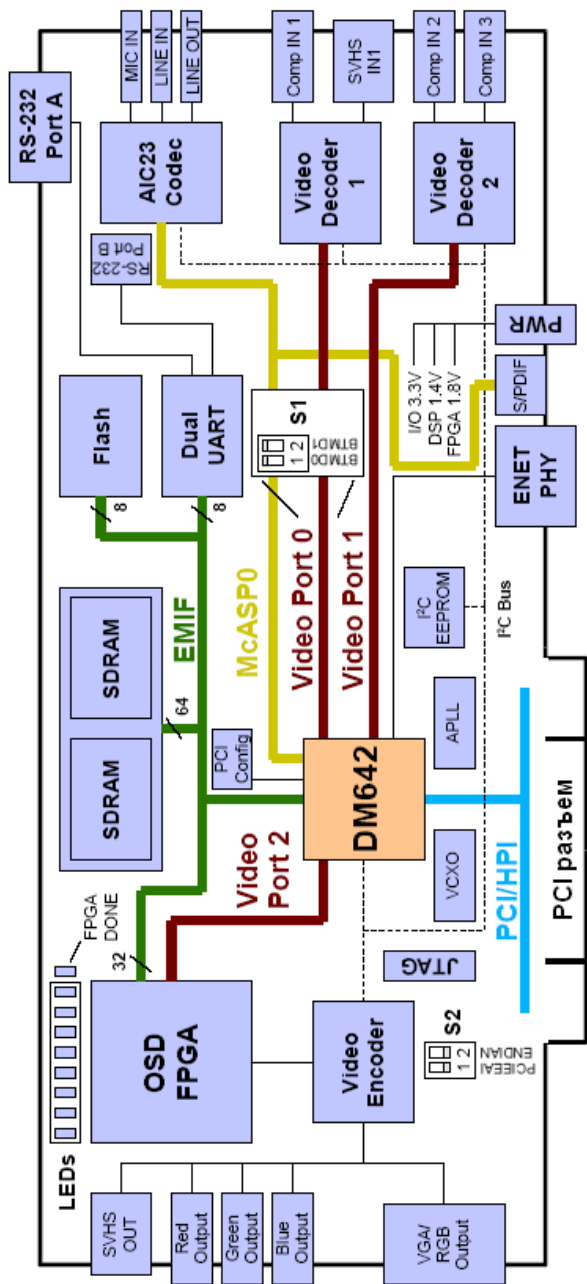 LEDs
FPGA
DONE
SDRAM
SDRAM
Flash
Dual
UART
RS-232
Port A
RS-232
Port B
AIC23
Codec
MIC IN
LINE IN
LINE OUT
SVHS
OUT
Red
Output
Green
Output
Blue
Output
VGA/
RGB
Output
OSD
FPGA
32
64
8
8
EMIF
McASP0
Video
Port 2
Video Port 0
Video Port 1
PCI
Config
DM642
S1
1 2
BTMD0
BTMD1
Video
Decoder
1
Video
Decoder
2
Comp IN 1
SVHS
IN1
Comp IN 2
Comp IN 3
Video
Encoder
S2
1 2
PCIEEAI
ENDIAN
JTAG
VCXO
APLL
I²C
EEPROM
I²C Bus
PCI/HPI
PCI разъем
ENET
PHY
S/PDIF
PWR
I/O 3.3V
DSP 1.4V
FPGA 1.8V